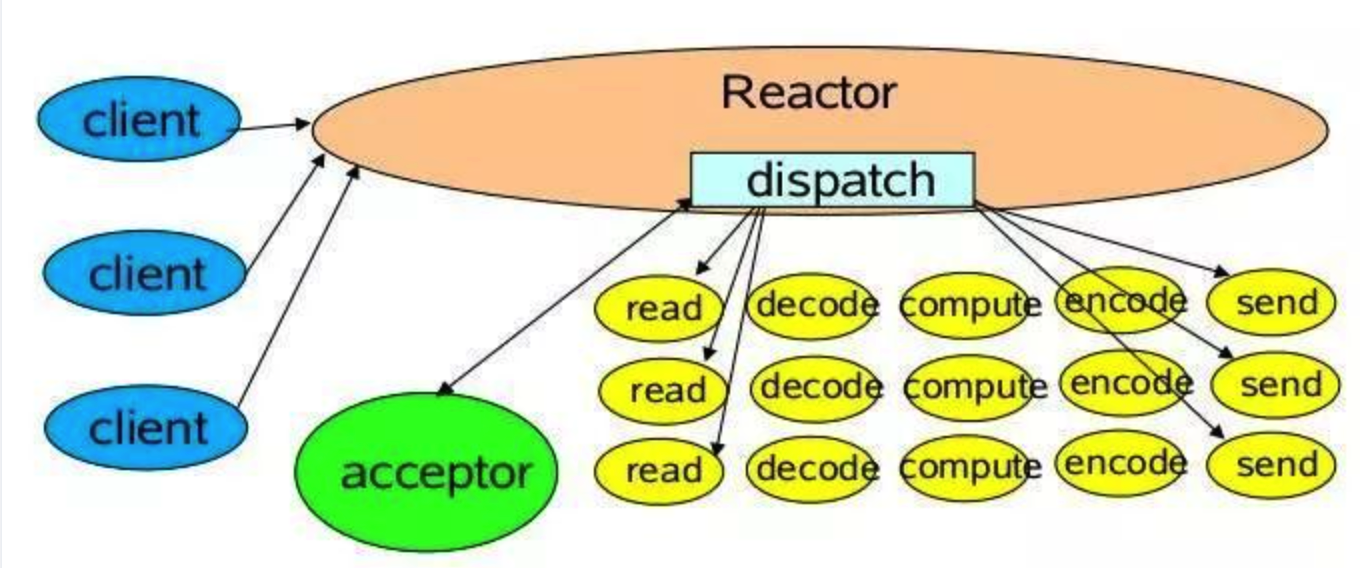 Reactor
client
dispatch
client
read decode compute encode send
read decode compute encode send
client
acceptor
read decode compute encode send